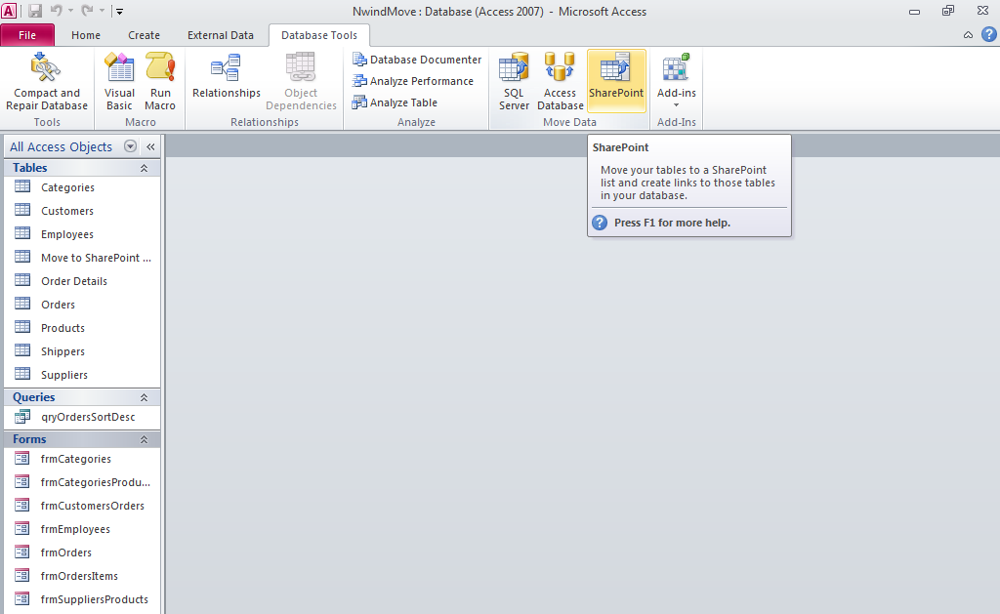 NwindMove : Database (Access 2007) - Microsoft Access
File Home Create External Data Database Tools
Compact and
Repair Database
Tools
Visual
Basic
Run
Macro
Macro
Relationships
Object
Dependencies
Relationships
Database Documenter
Analyze Performance
Analyze Table
Analyze
SQL
Server
Access
Database
SharePoint
Move Data
Add-ins
Add-Ins
All Access Objects
Tables
Categories
Customers
Employees
Move to SharePoint ...
Order Details
Orders
Products
Shippers
Suppliers
Queries
qryOrdersSortDesc
Forms
frmCategories
frmCategoriesProdu...
frmCustomersOrders
frmEmployees
frmOrders
frmOrdersItems
frmSuppliersProducts
SharePoint
Move your tables to a SharePoint
list and create links to those tables
in your database.
Press F1 for more help.